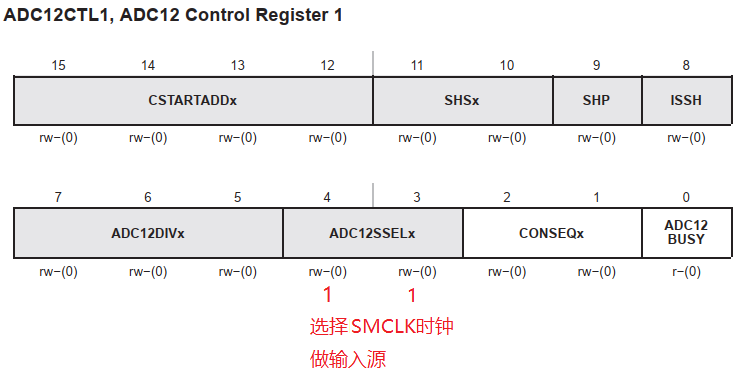 ADC12CTL1, ADC12 Control Register 1
15 14 13 12 11 10 9 8
CSTARTADDx SHSx SHP ISSH
rw−(0) rw−(0) rw−(0) rw−(0) rw−(0) rw−(0) rw−(0) rw−(0)
7 6 5 4 3 2 1 0
ADC12DIVx ADC12SSELx CONSEQx ADC12
BUSY
rw−(0) rw−(0) rw−(0) rw−(0) rw−(0) rw−(0) rw−(0) r−(0)
1 1
选择SMCLK时钟
做输入源